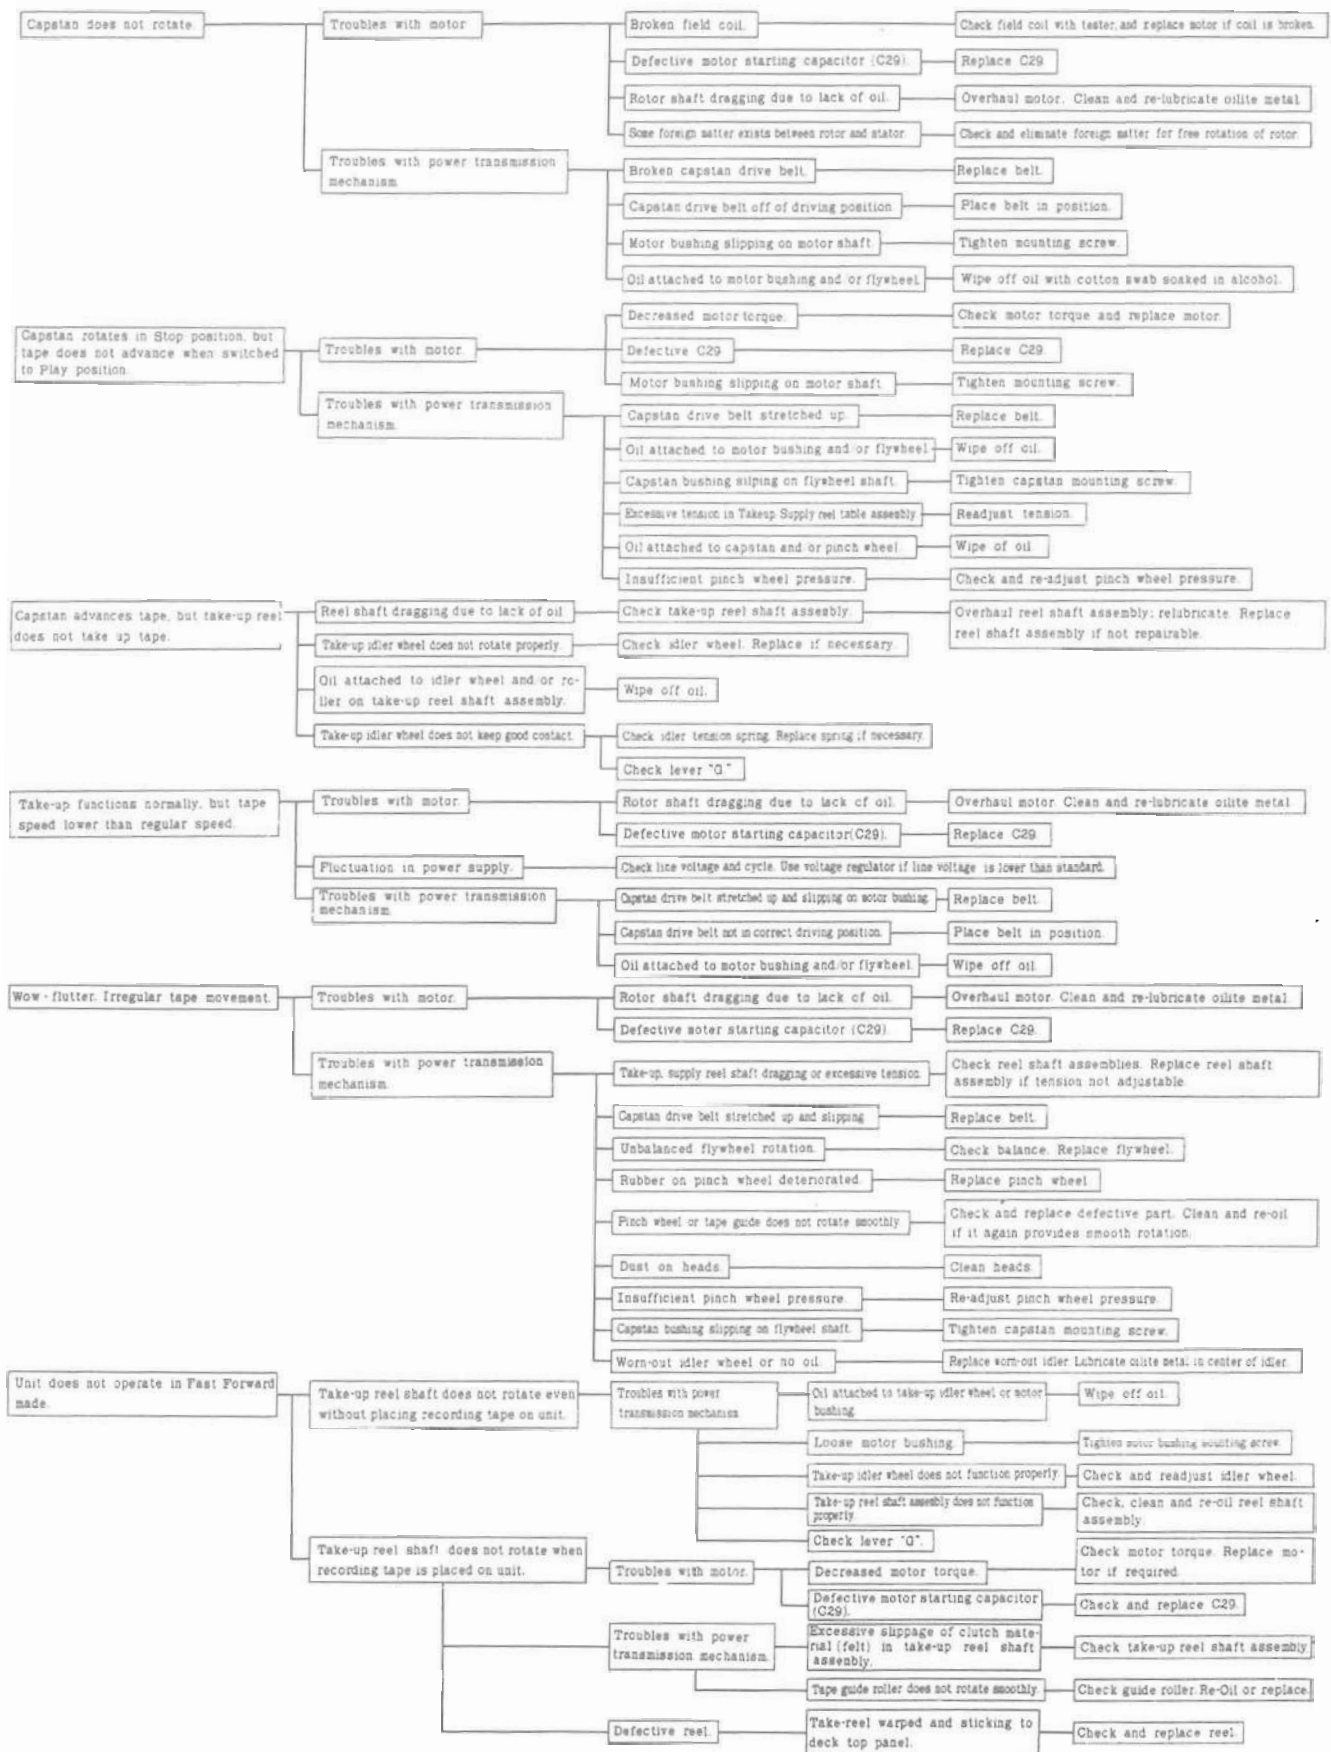 Capstan does not rotate.
Troubles with motor
Broken field coil.
Check field coil with tester, and replace motor if coil is broken.
Defective motor starting capacitor (C29).
Replace C29.
Rotor shaft dragging due to lack of oil.
Overhaul motor. Clean and re-lubricate oilite metal
Some foreign matter exists between rotor and stator.
Check and eliminate foreign matter for free rotation of rotor.
Troubles with power transmission
mechanism.
Broken capstan drive belt.
Replace belt.
Capstan drive belt off of driving position
Place belt in position.
Motor bushing slipping on motor shaft.
Tighten mounting screw.
Oil attached to motor bushing and/or flywheel.
Wipe off oil with cotton swab soaked in alcohol.
Capstan rotates in Stop position, but
tape does not advance when switched
to Play position.
Troubles with motor.
Decreased motor torque.
Check motor torque and replace motor.
Defective C29
Replace C29.
Motor bushing slipping on motor shaft.
Tighten mounting screw.
Troubles with power transmission
mechanism.
Capstan drive belt stretched up.
Replace belt.
Oil attached to motor bushing and/or flywheel
Wipe off oil.
Capstan bushing silping on flywheel shaft.
Tighten capstan mounting screw.
Excessive tension in Takeup Supply reel table assembly
Readjust tension.
Oil attached to capstan and or pinch wheel
Wipe of oil
Insufficient pinch wheel pressure.
Check and re-adjust pinch wheel pressure.
Capstan advances tape, but take-up reel
does not take up tape.
Reel shaft dragging due to lack of oil
Check take-up reel shaft assembly.
Overhaul reel shaft assembly; relubricate. Replace
reel shaft assembly if not repairable.
Take-up idler wheel does not rotate properly.
Check idler wheel. Replace if necessary
Oil attached to idler wheel and/or ro-
ller on take-up reel shaft assembly.
Wipe off oil.
Take-up idler wheel does not keep good contact.
Check idler tension spring. Replace spring if necessary.
Check lever "G."
Take-up functions normally, but tape
speed lower than regular speed.
Troubles with motor.
Rotor shaft dragging due to lack of oil.
Overhaul motor. Clean and re-lubricate oilite metal
Defective motor starting capacitor(C29).
Replace C29
Fluctuation in power supply.
Check line voltage and cycle. Use voltage regulator if line voltage is lower than standard.
Troubles with power transmission
mechanism
Capstan drive belt stretched up and slipping on motor bushing.
Replace belt.
Capstan drive belt not in correct driving position.
Place belt in position.
Oil attached to motor bushing and/or flywheel.
Wipe off oil.
Wow - flutter. Irregular tape movement.
Troubles with motor.
Rotor shaft dragging due to lack of oil.
Overhaul motor. Clean and re-lubricate oilite metal.
Defective moter starting capacitor (C29)
Replace C29.
Troubles with power transmission
mechanism.
Take-up, supply reel shaft dragging or excessive tension.
Check reel shaft assemblies. Replace reel shaft
assembly if tension not adjustable.
Capstan drive belt stretched up and slipping
Replace belt.
Unbalanced flywheel rotation.
Check balance. Replace flywheel.
Rubber on pinch wheel deteriorated.
Replace pinch wheel
Pinch wheel or tape guide does not rotate smoothly
Check and replace defective part. Clean and re-oil
if it again provides smooth rotation.
Dust on heads.
Clean heads
Insufficient pinch wheel pressure.
Re-adjust pinch wheel pressure.
Capstan bushing slipping on flywheel shaft.
Tighten capstan mounting screw.
Worn-out idler wheel or no oil.
Replace worn-out idler. Lubricate oilite metal in center of idler.
Unit does not operate in Fast Forward
made.
Take-up reel shaft does not rotate even
without placing recording tape on unit.
Troubles with power
transmission mechanism
Oil attached to take-up idler wheel or motor
bushing
Wipe off oil.
Loose motor bushing
Tighten motor bushing mounting screw
Take-up idler wheel does not function properly.
Check and readjust idler wheel.
Take-up reel shaft assembly does not function
properly.
Check, clean and re-oil reel shaft
assembly.
Check lever "G".
Take-up reel shaft does not rotate when
recording tape is placed on unit.
Troubles with motor.
Decreased motor torque.
Check motor torque. Replace mo-
tor if required.
Defective motor starting capacitor
(C29).
Check and replace C29.
Troubles with power
transmission mechanism.
Excessive slippage of clutch mate-
rial (felt) in take-up reel shaft
assembly.
Check take-up reel shaft assembly
Tape guide roller does not rotate smoothly.
Check guide roller. Re-Oil or replace.
Defective reel.
Take-reel warped and sticking to
deck top panel.
Check and replace reel.